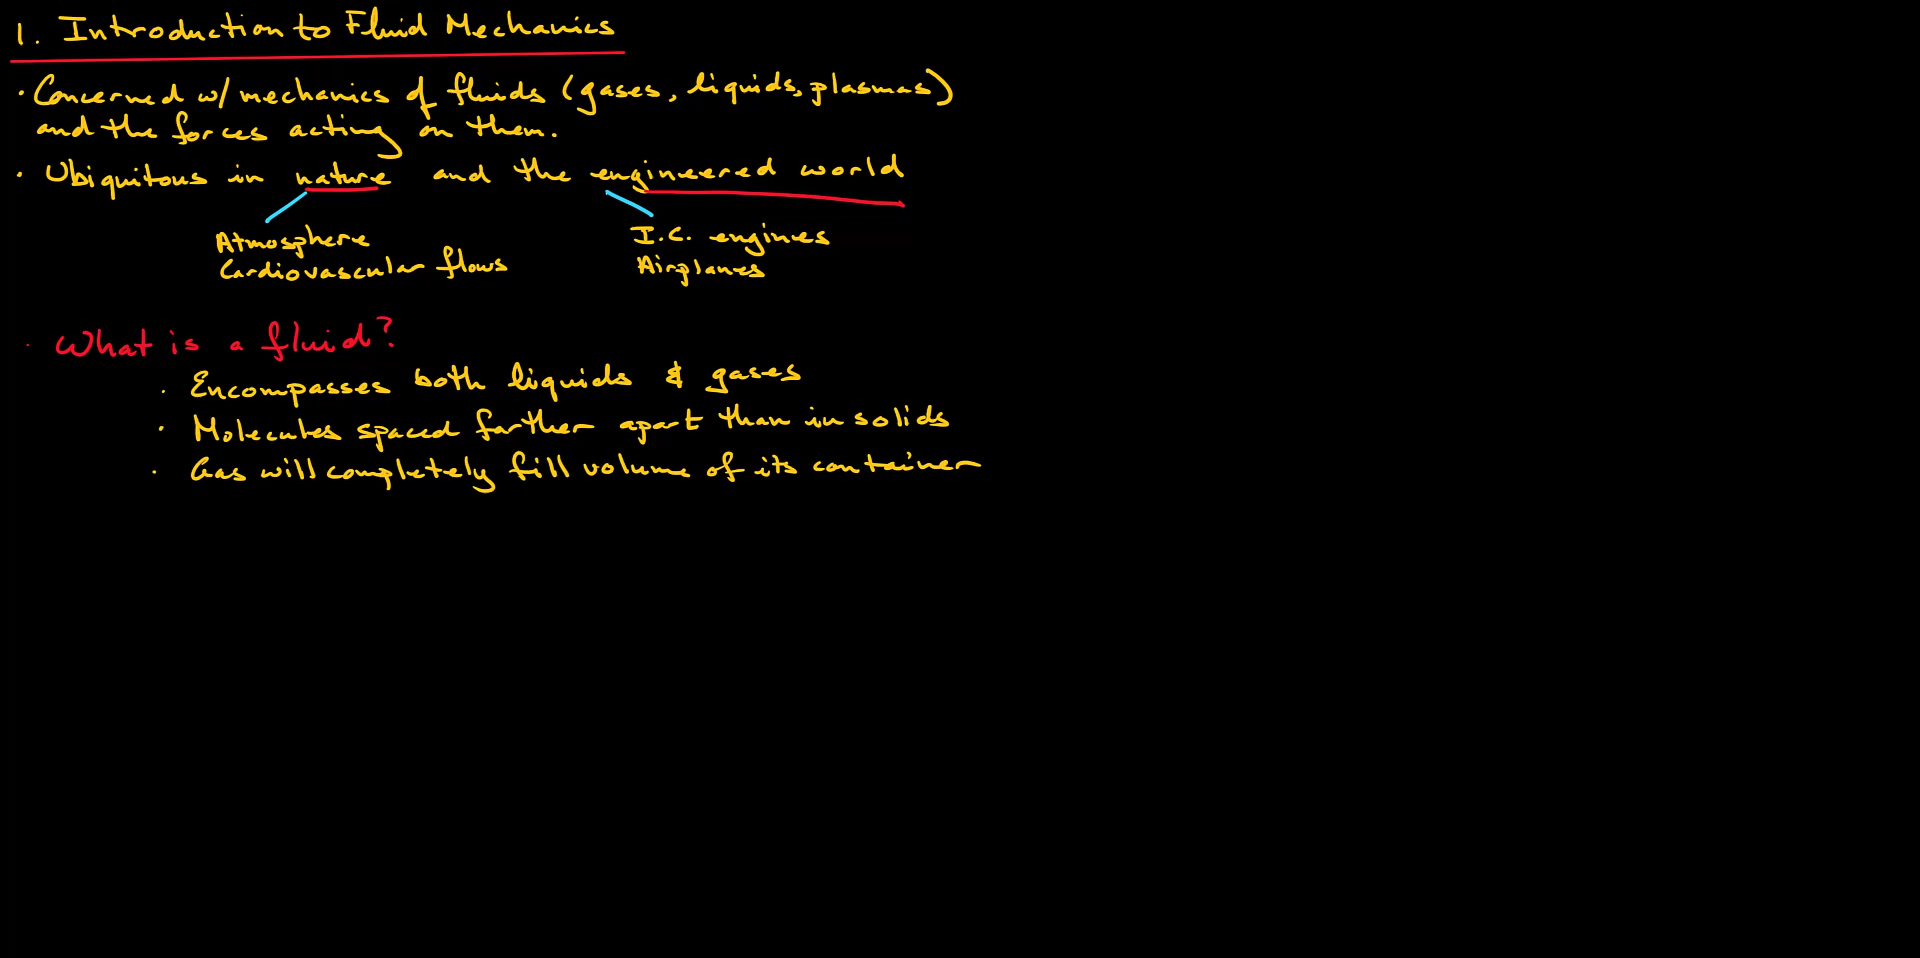 1. Introduction to Fluid Mechanics
· Concerned w/ mechanics of fluids (gases, liquids, plasmas)
and the forces acting on them.
· Ubiquitous in nature and the engineered world
Atmosphere
Cardiovascular flows
I.C. engines
Airplanes
· What is a fluid?
· Encompasses both liquids & gases
· Molecules spaced farther apart than in solids
· Gas will completely fill volume of its container